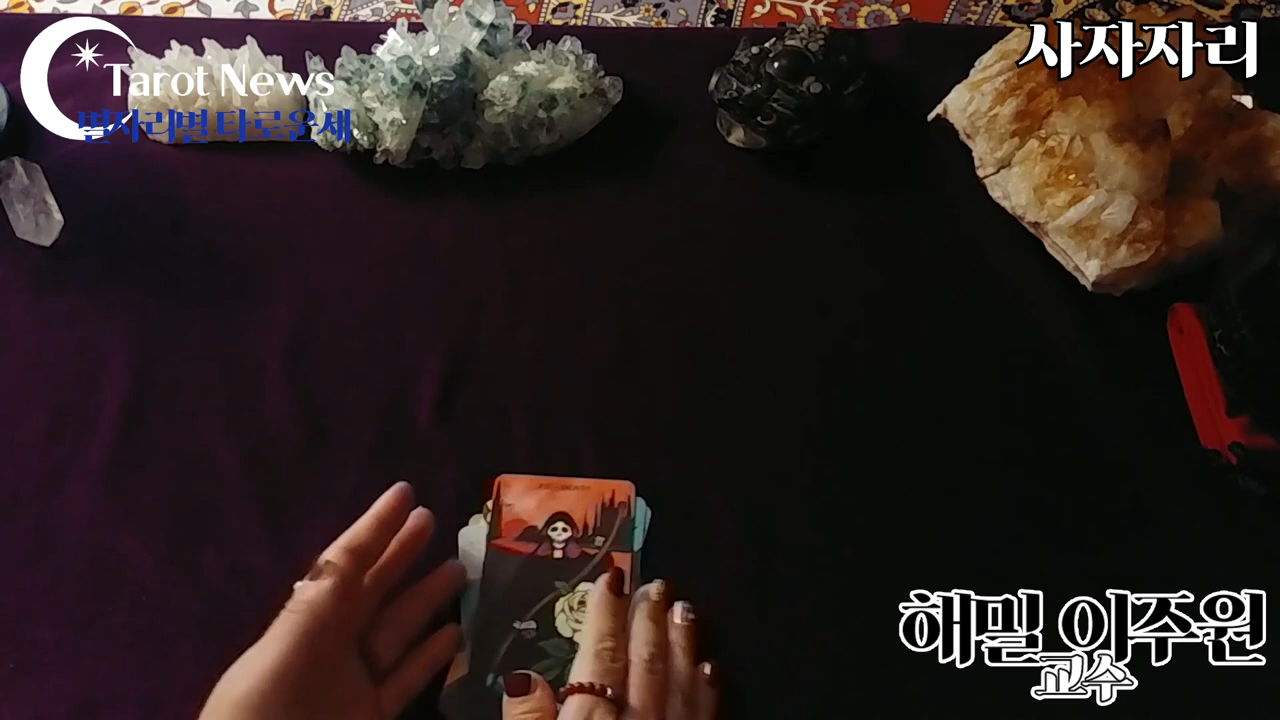 Tarot News
별자리별 타로운세
사자자리
해밀 이주원
교수